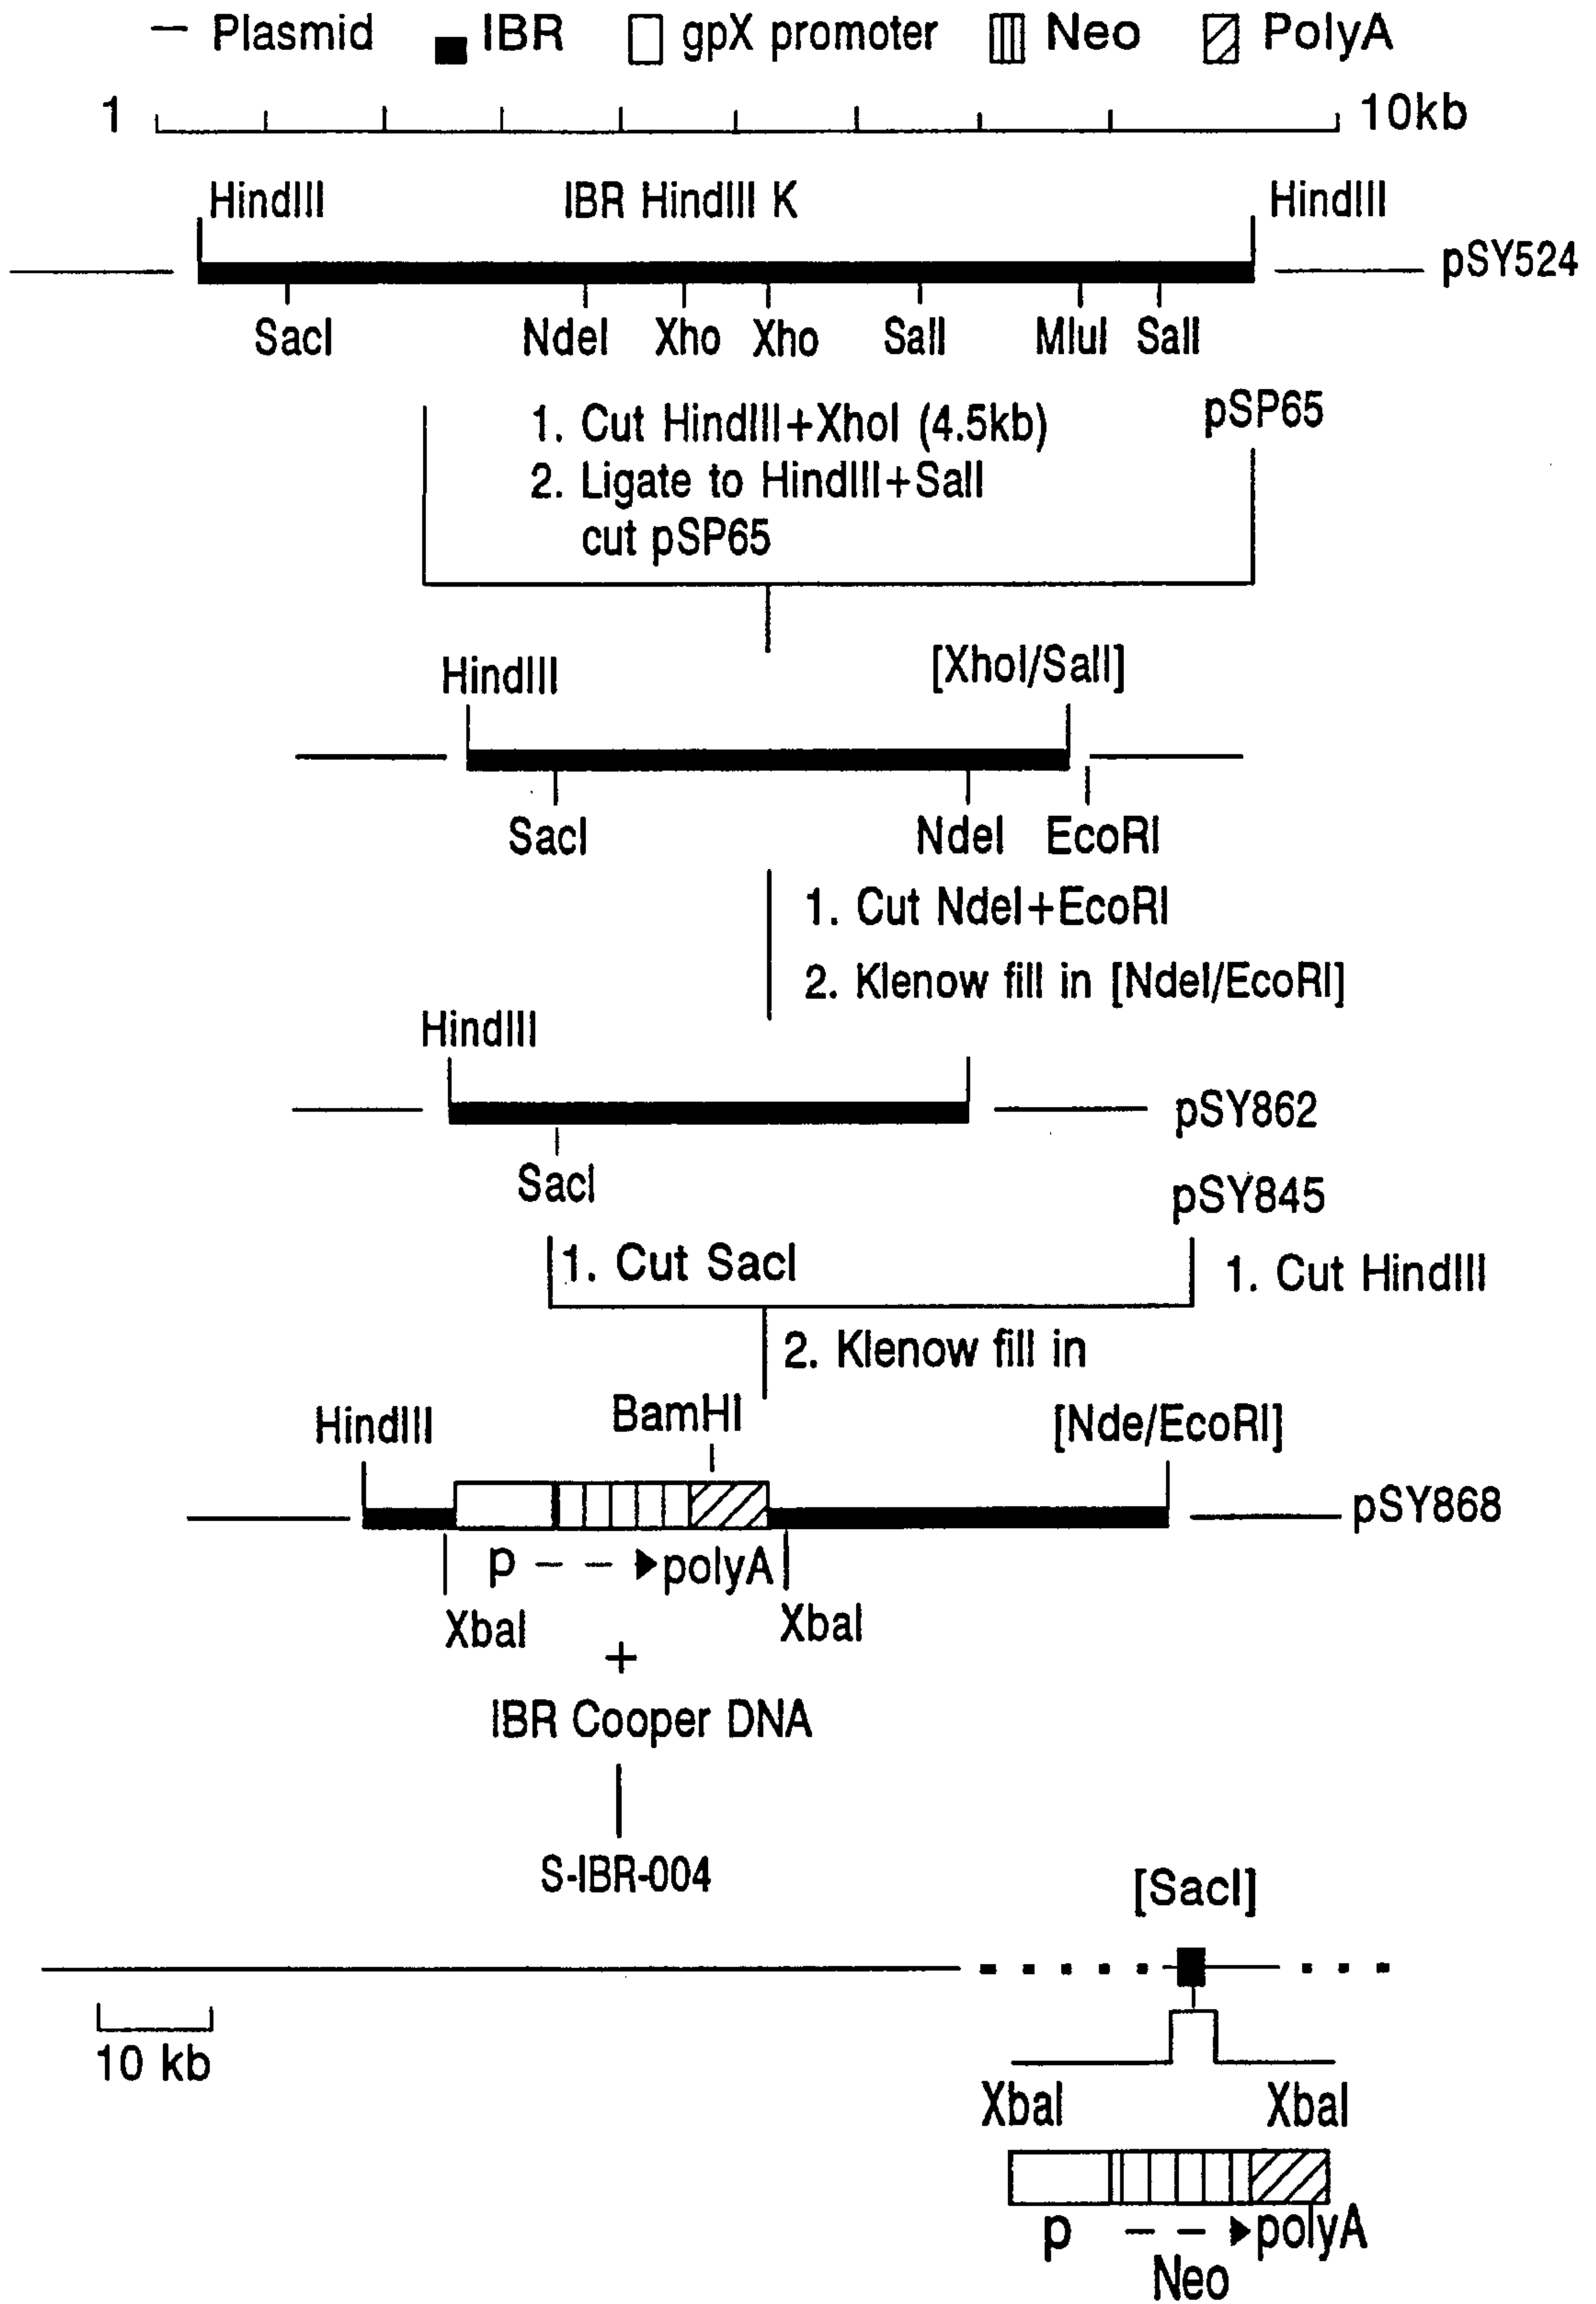 Plasmid IBR gpX promoter Neo PolyA
1 10kb
HindIII IBR HindIII K HindIII
pSY524
SacI NdeI Xho Xho SalI MluI SalI
1. Cut HindIII+XhoI (4.5kb) pSP65
2. Ligate to HindIII+SalI
cut pSP65
HindIII [XhoI/SalI]
SacI NdeI EcoRI
1. Cut NdeI+EcoRI
2. Klenow fill in [NdeI/EcoRI]
HindIII
pSY862
SacI pSY845
1. Cut SacI 1. Cut HindIII
2. Klenow fill in
HindIII BamHI [Nde/EcoRI]
pSY868
p polyA
XbaI XbaI
+
IBR Cooper DNA
S-IBR-004
[SacI]
10 kb
XbaI XbaI
p polyA
Neo